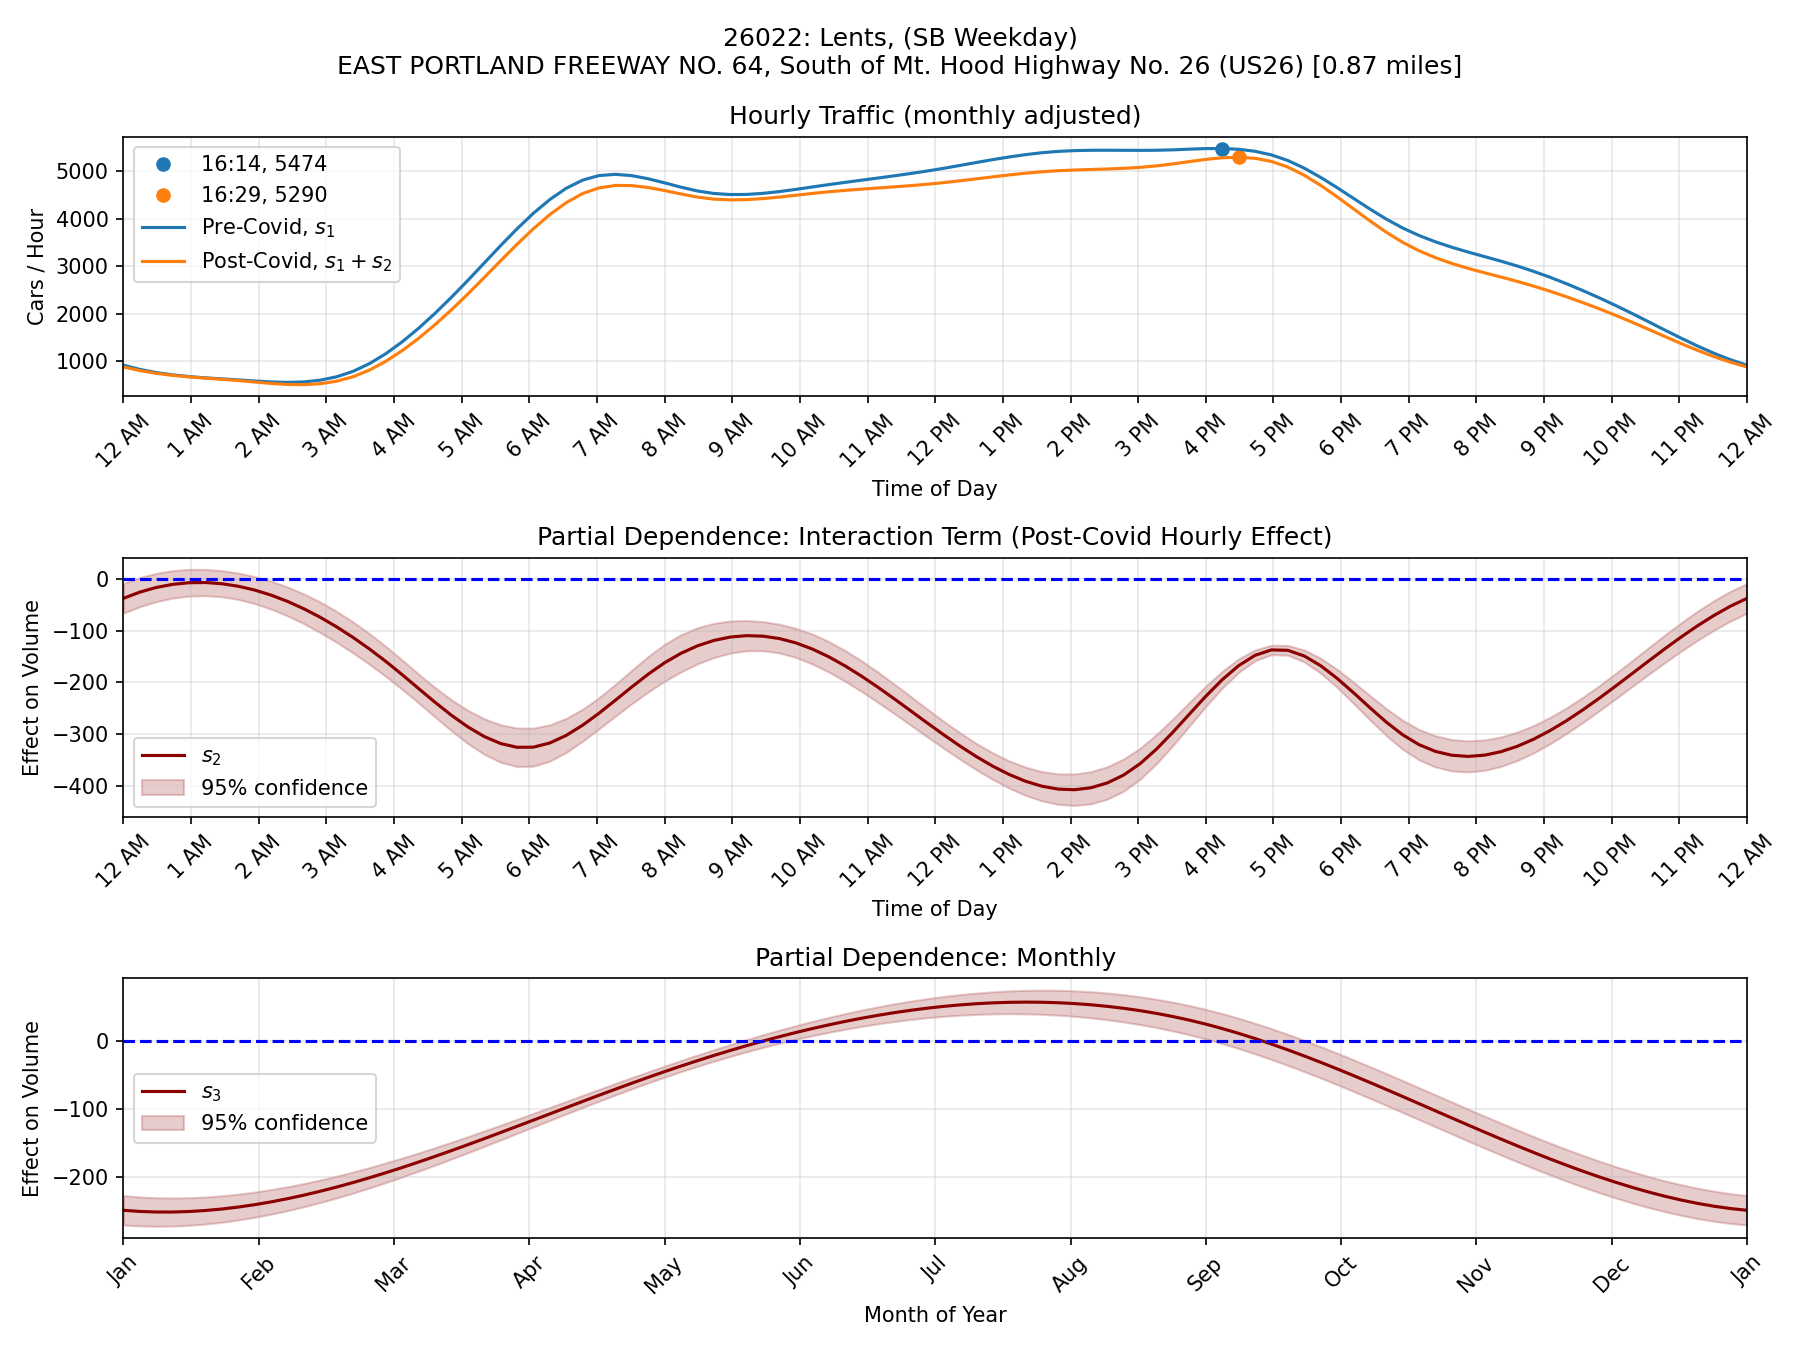 26022: Lents, (SB Weekday)
EAST PORTLAND FREEWAY NO. 64, South of Mt. Hood Highway No. 26 (US26) [0.87 miles]
Hourly Traffic (monthly adjusted)
Cars / Hour
5000
4000
3000
2000
1000
16:14, 5474
16:29, 5290
Pre-Covid, s₁
Post-Covid, s₁ + s₂
12 AM 1 AM 2 AM 3 AM 4 AM 5 AM 6 AM 7 AM 8 AM 9 AM 10 AM 11 AM 12 PM 1 PM 2 PM 3 PM 4 PM 5 PM 6 PM 7 PM 8 PM 9 PM 10 PM 11 PM 12 AM
Time of Day
Partial Dependence: Interaction Term (Post-Covid Hourly Effect)
Effect on Volume
0
−100
−200
−300
−400
s₂
95% confidence
12 AM 1 AM 2 AM 3 AM 4 AM 5 AM 6 AM 7 AM 8 AM 9 AM 10 AM 11 AM 12 PM 1 PM 2 PM 3 PM 4 PM 5 PM 6 PM 7 PM 8 PM 9 PM 10 PM 11 PM 12 AM
Time of Day
Partial Dependence: Monthly
Effect on Volume
0
−100
−200
s₃
95% confidence
Jan Feb Mar Apr May Jun Jul Aug Sep Oct Nov Dec Jan
Month of Year